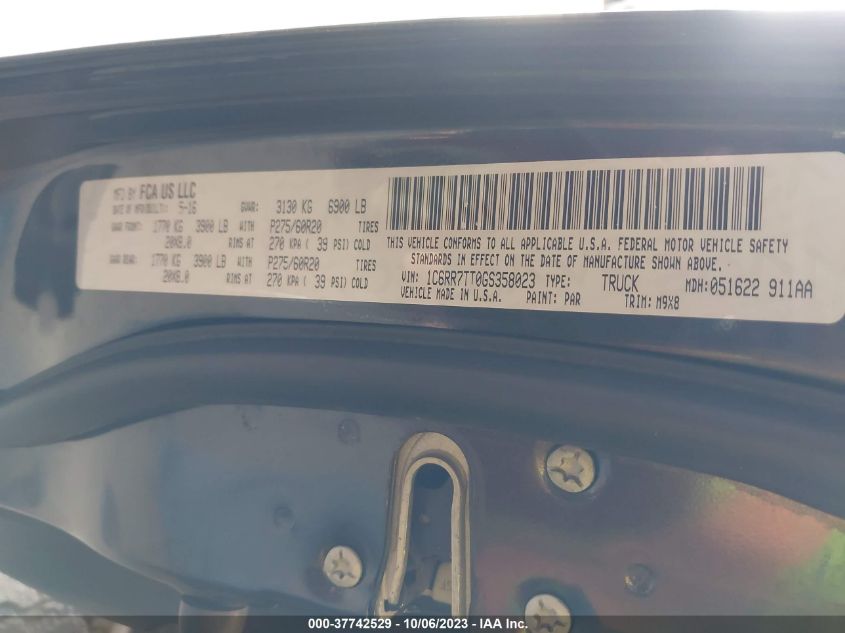 MFD BY FCA US LLC
DATE OF MFR/BUILT: 5-16 GVWR: 3130 KG 6900 LB
GAWR FRONT: 1770 KG 3900 LB WITH P275/60R20 TIRES
20X8.0 RIMS AT 270 KPA ( 39 PSI) COLD
GAWR REAR: 1770 KG 3900 LB WITH P275/60R20 TIRES
20X8.0 RIMS AT 270 KPA ( 39 PSI) COLD
THIS VEHICLE CONFORMS TO ALL APPLICABLE U.S.A. FEDERAL MOTOR VEHICLE SAFETY
STANDARDS IN EFFECT ON THE DATE OF MANUFACTURE SHOWN ABOVE.
VIN: 1C6RR7TT0GS358023 TYPE: TRUCK MDH: 051622 911AA
VEHICLE MADE IN U.S.A. PAINT: PAR TRIM: M9X8
000-37742529 - 10/06/2023 - IAA Inc.